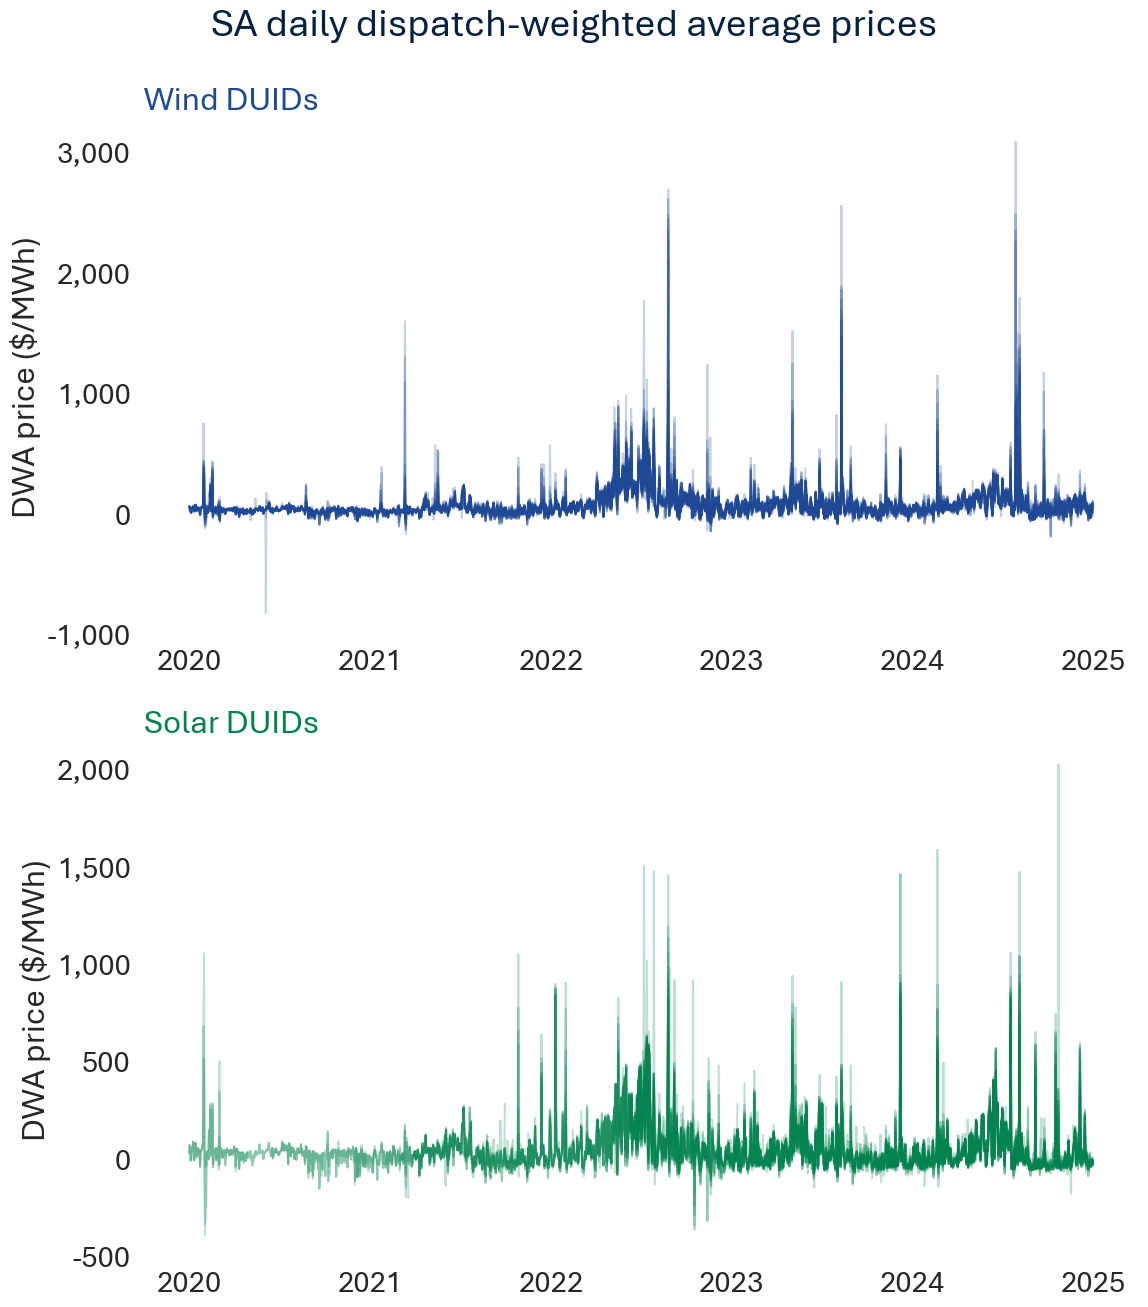 SA daily dispatch-weighted average prices
Wind DUIDs
DWA price ($/MWh)
3,000
2,000
1,000
0
-1,000
2020 2021 2022 2023 2024 2025
Solar DUIDs
DWA price ($/MWh)
2,000
1,500
1,000
500
0
-500
2020 2021 2022 2023 2024 2025